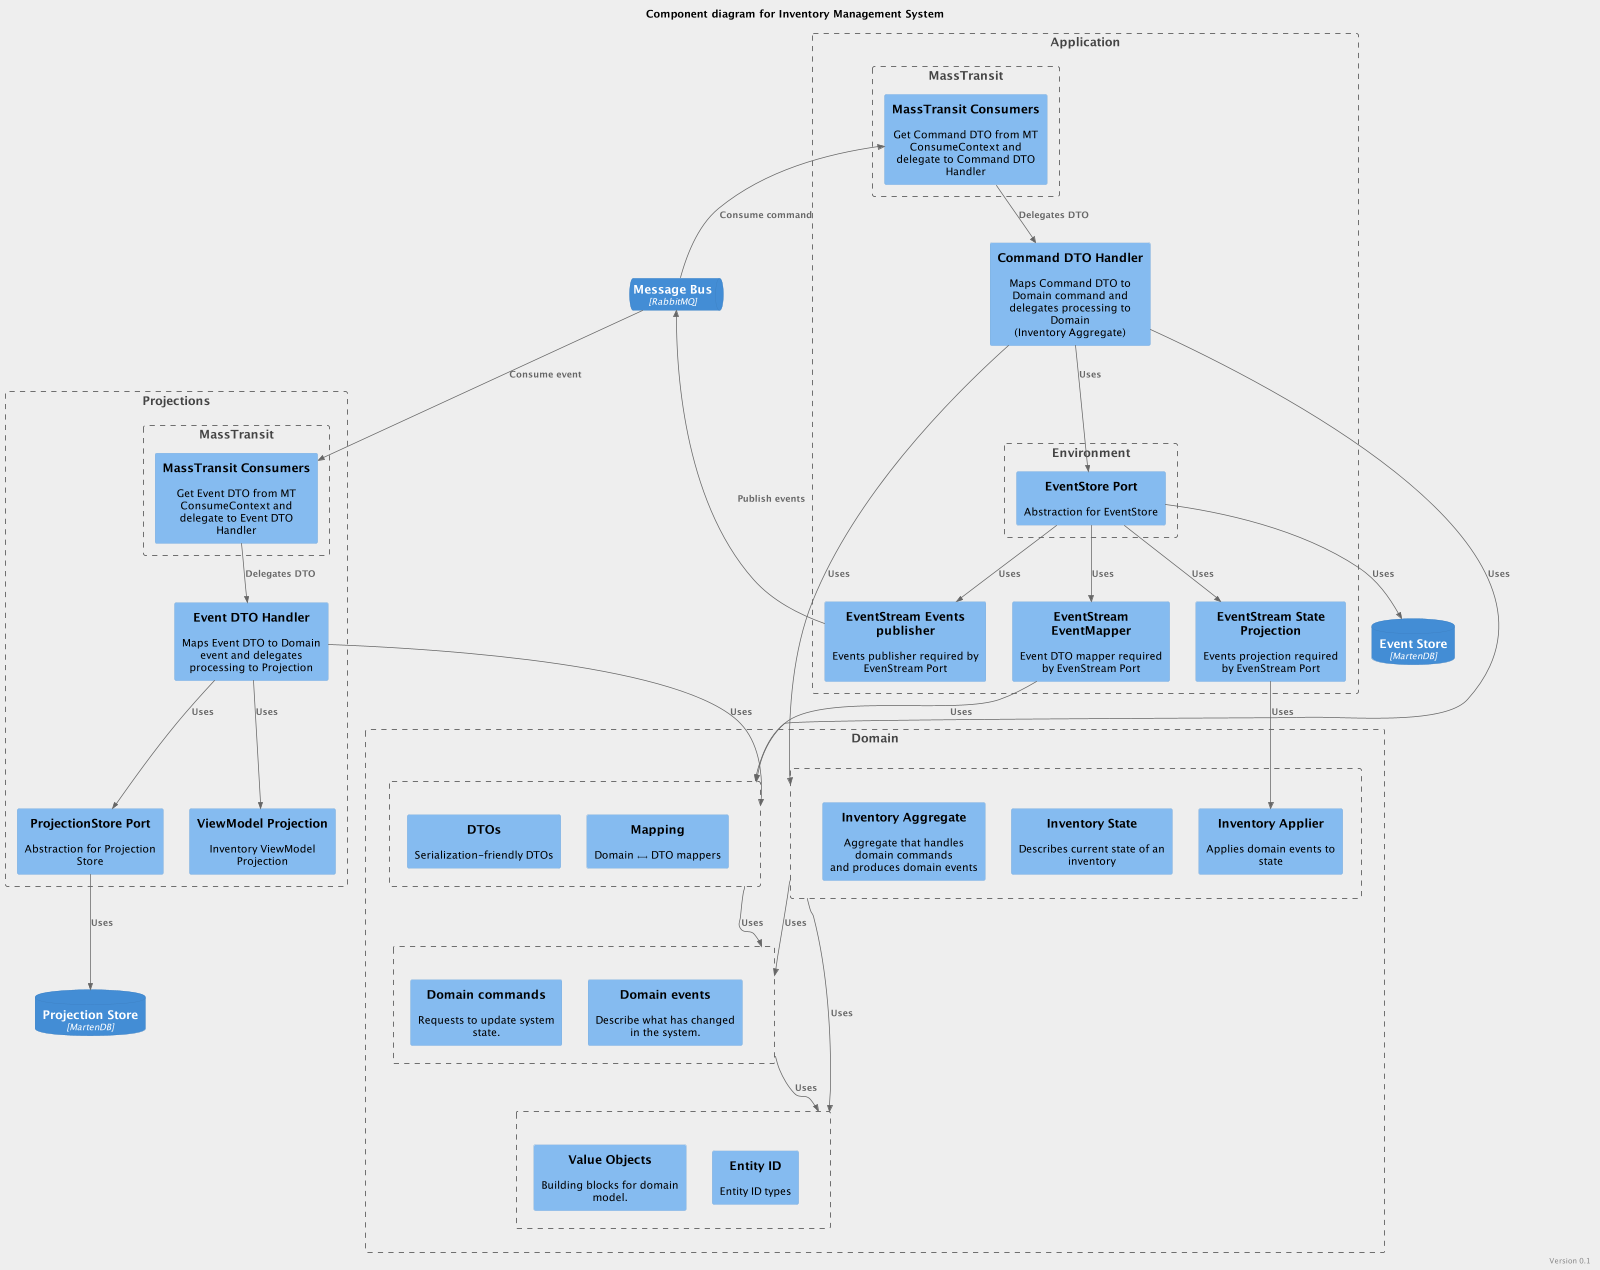 Component diagram for Inventory Management System
Application
MassTransit
MassTransit Consumers
Get Command DTO from MT
ConsumeContext and
delegate to Command DTO
Handler
Consume command
Delegates DTO
Command DTO Handler
Maps Command DTO to
Domain command and
delegates processing to
Domain
(Inventory Aggregate)
Message Bus
[RabbitMQ]
Consume event
Uses
Projections
MassTransit
MassTransit Consumers
Get Event DTO from MT
ConsumeContext and
delegate to Event DTO
Handler
Environment
EventStore Port
Abstraction for EventStore
Publish events
Delegates DTO
Uses
Uses
Uses
Uses
Uses
Uses
Event DTO Handler
Maps Event DTO to Domain
event and delegates
processing to Projection
EventStream Events
publisher
Events publisher required by
EvenStream Port
EventStream
EventMapper
Event DTO mapper required
by EvenStream Port
EventStream State
Projection
Events projection required
by EvenStream Port
Event Store
[MartenDB]
Uses
Uses
Uses
Uses
Uses
Domain
ProjectionStore Port
Abstraction for Projection
Store
ViewModel Projection
Inventory ViewModel
Projection
DTOs
Serialization-friendly DTOs
Mapping
Domain ↔ DTO mappers
Inventory Aggregate
Aggregate that handles
domain commands
and produces domain events
Inventory State
Describes current state of an
inventory
Inventory Applier
Applies domain events to
state
Uses
Uses
Uses
Projection Store
[MartenDB]
Domain commands
Requests to update system
state.
Domain events
Describe what has changed
in the system.
Uses
Uses
Value Objects
Building blocks for domain
model.
Entity ID
Entity ID types
Version 0.1